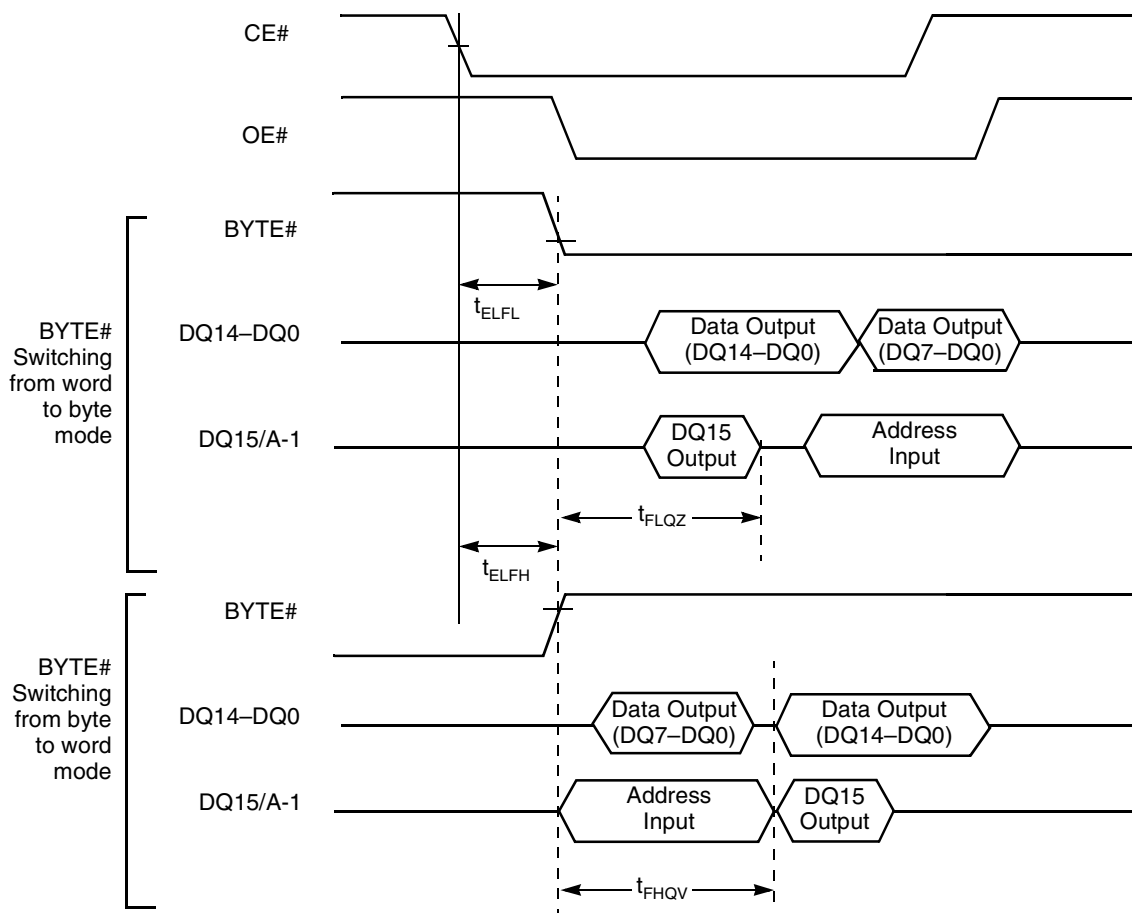 CE#
OE#
BYTE#
Switching
from word
to byte
mode
BYTE#
tELFL
DQ14–DQ0
Data Output
(DQ14–DQ0)
Data Output
(DQ7–DQ0)
DQ15/A-1
DQ15
Output
Address
Input
tFLQZ
tELFH
BYTE#
Switching
from byte
to word
mode
BYTE#
DQ14–DQ0
Data Output
(DQ7–DQ0)
Data Output
(DQ14–DQ0)
DQ15/A-1
Address
Input
DQ15
Output
tFHQV